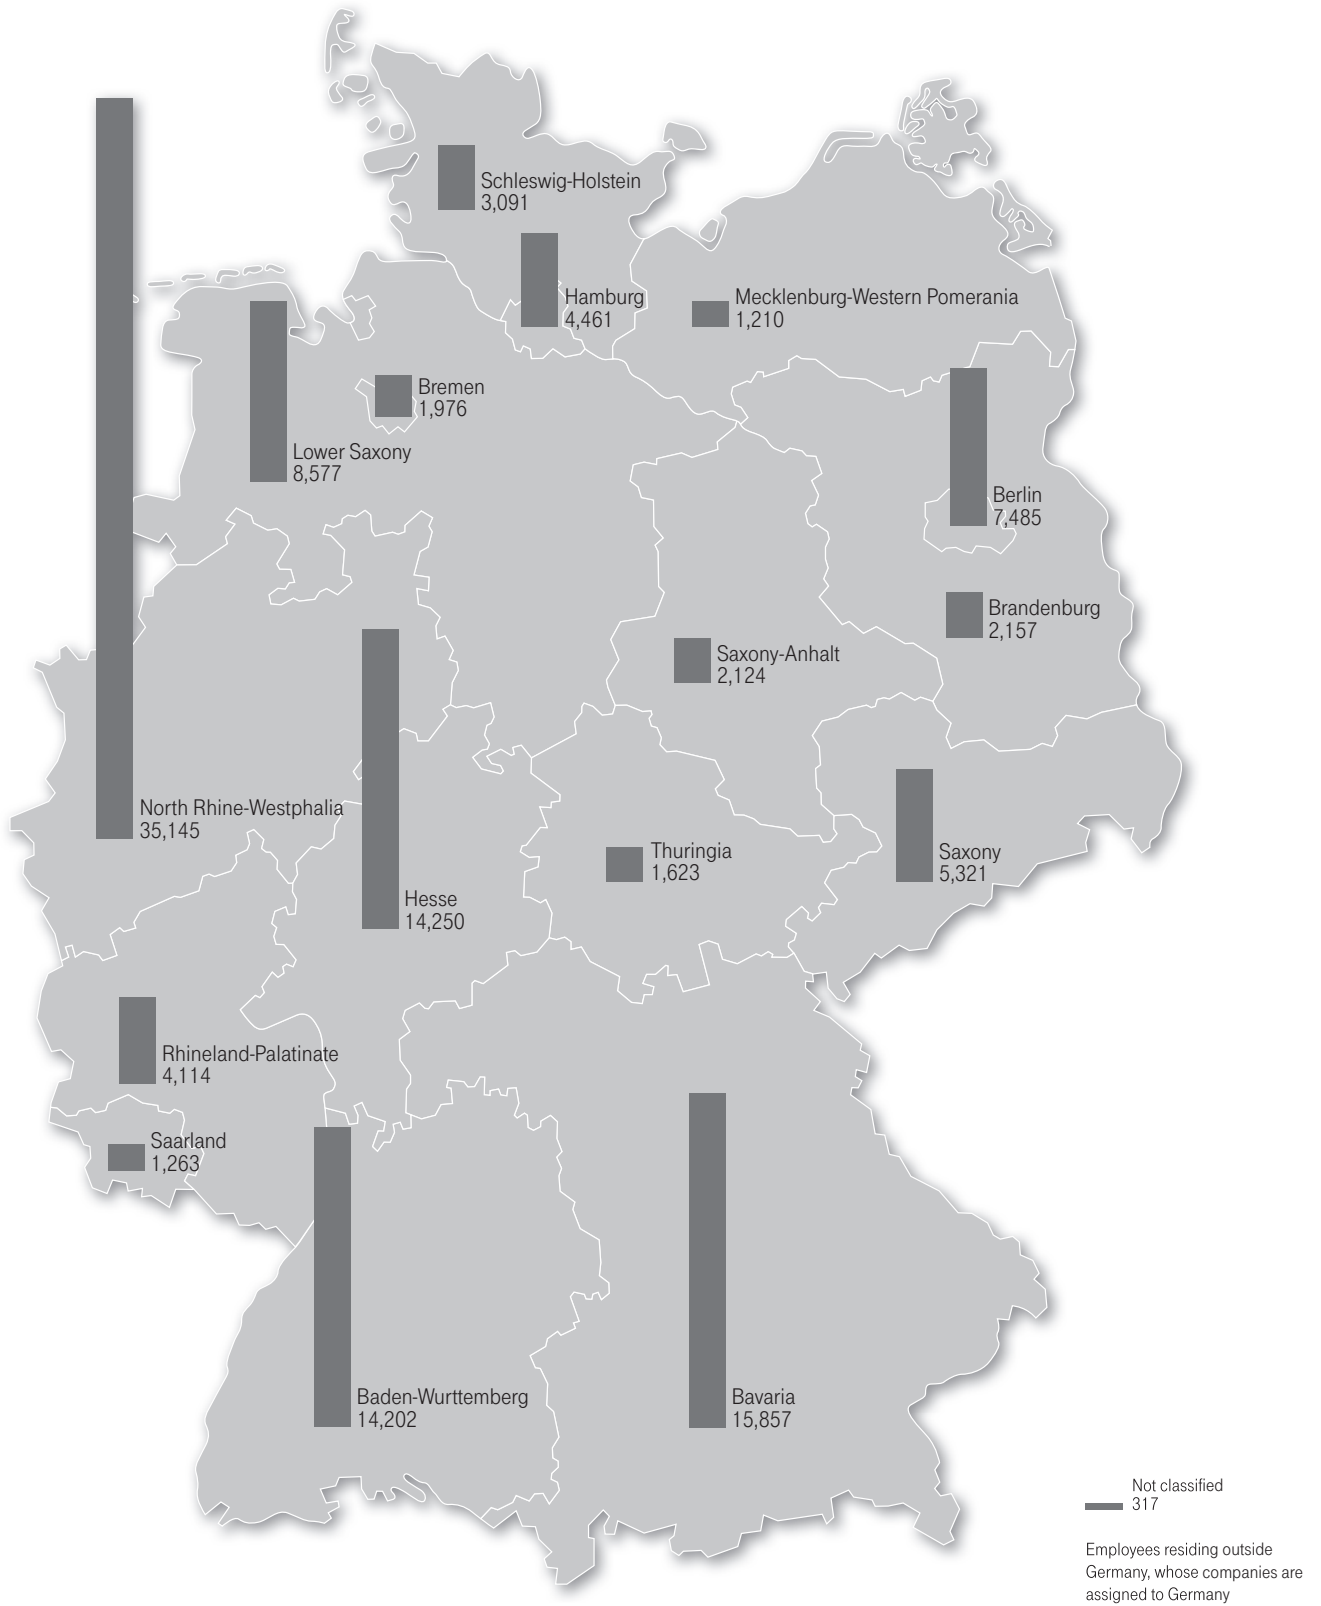 Schleswig-Holstein
3,091
Hamburg
4,461
Mecklenburg-Western Pomerania
1,210
Bremen
1,976
Lower Saxony
8,577
Berlin
7,485
Brandenburg
2,157
Saxony-Anhalt
2,124
North Rhine-Westphalia
35,145
Thuringia
1,623
Saxony
5,321
Hesse
14,250
Rhineland-Palatinate
4,114
Saarland
1,263
Baden-Wurttemberg
14,202
Bavaria
15,857
Not classified
317
Employees residing outside
Germany, whose companies are
assigned to Germany